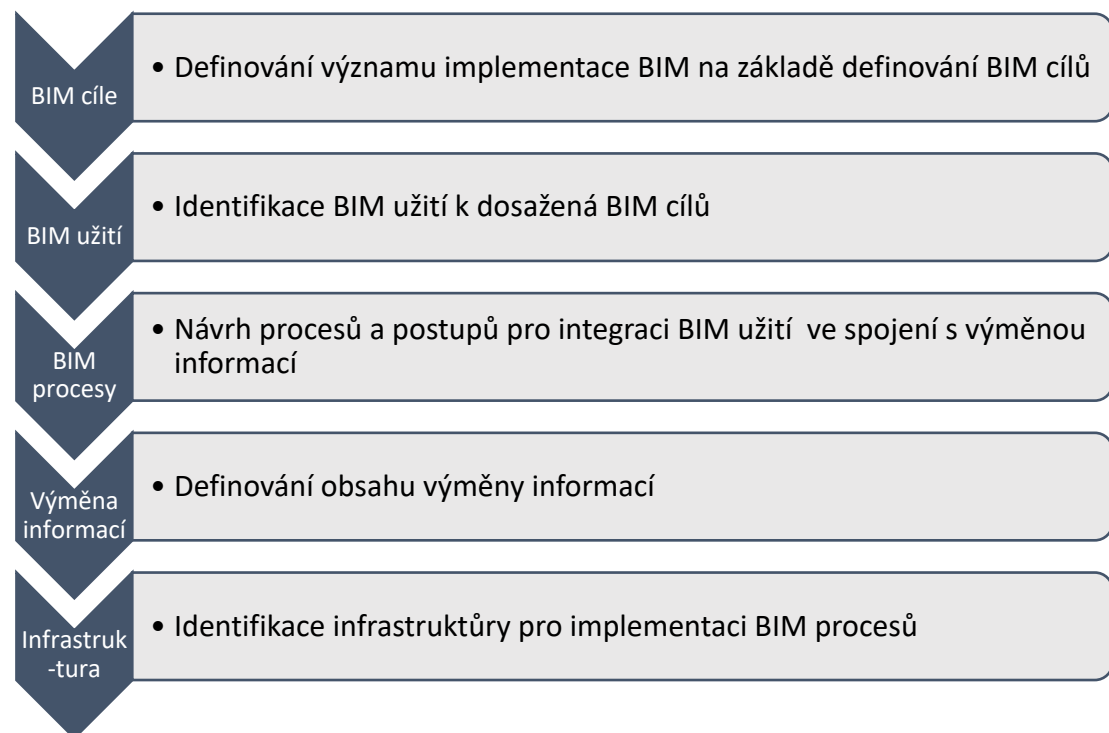 BIM cíle
• Definování významu implementace BIM na základě definování BIM cílů
BIM užití
• Identifikace BIM užití k dosažená BIM cílů
BIM
procesy
• Návrh procesů a postupů pro integraci BIM užití  ve spojení s výměnou
informací
Výměna
informací
• Definování obsahu výměny informací
Infrastruk
-tura
• Identifikace infrastruktůry pro implementaci BIM procesů